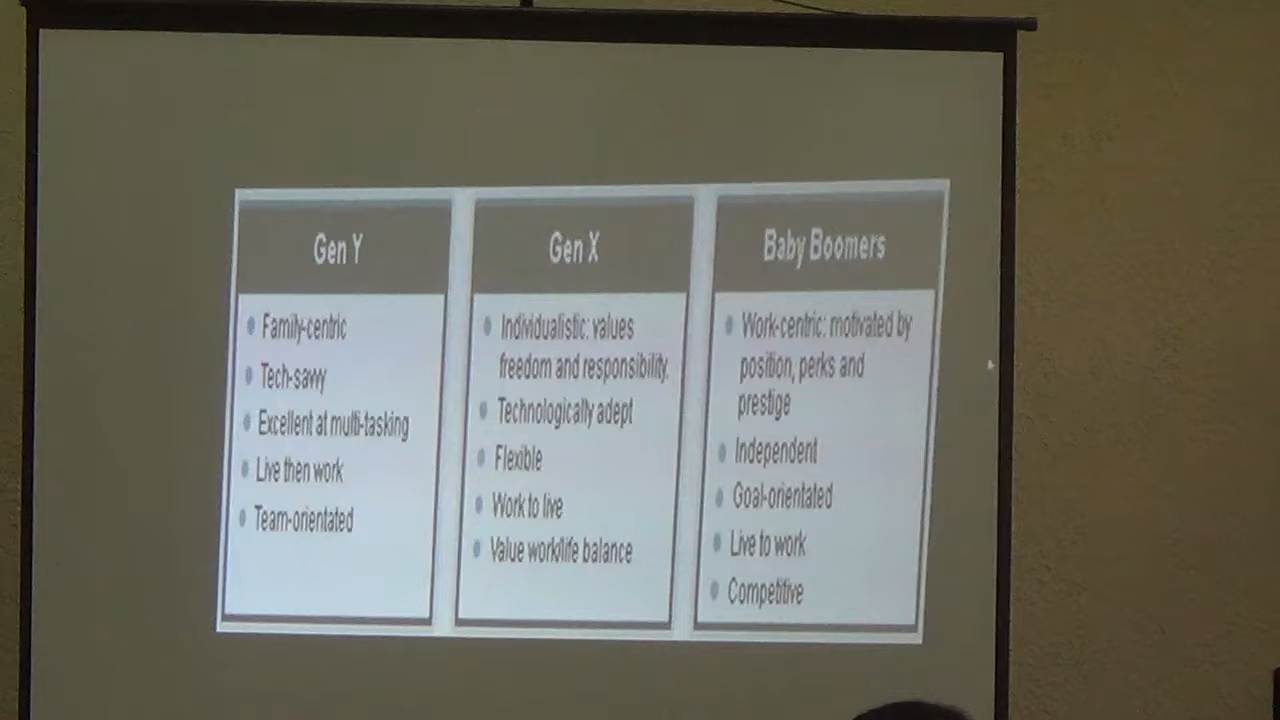 Gen Y
Family-centric
Tech-savvy
Excellent at multi-tasking
Live then work
Team-orientated
Gen X
Individualistic: values
freedom and responsibility.
Technologically adept
Flexible
Work to live
Value work/life balance
Baby Boomers
Work-centric: motivated by
position, perks and
prestige
Independent
Goal-orientated
Live to work
Competitive